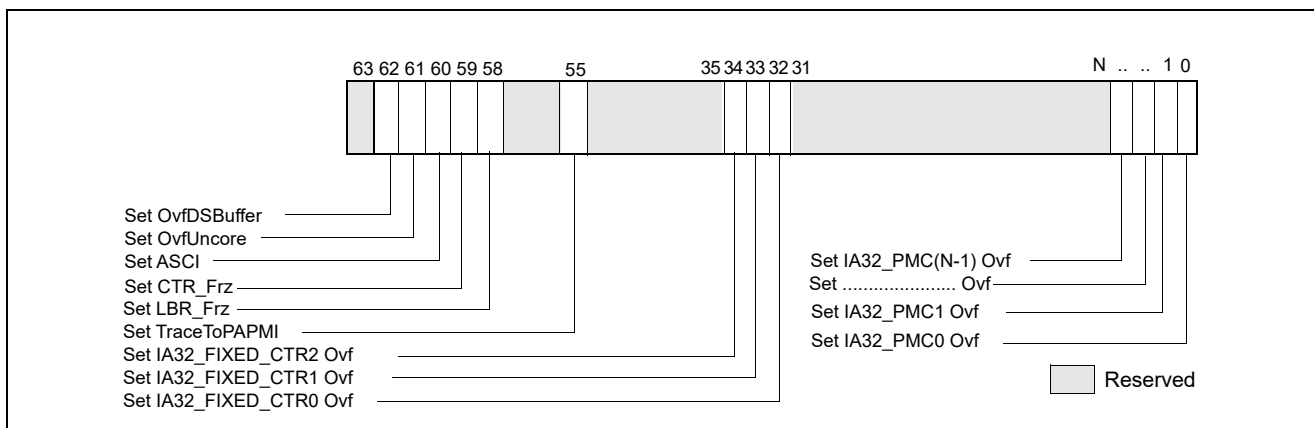 63 62 61 60 59 58 55 35 34 33 32 31 N .. .. 1 0
Set OvfDSBuffer
Set OvfUncore
Set ASCI
Set CTR_Frz
Set LBR_Frz
Set TraceToPAPMI
Set IA32_FIXED_CTR2 Ovf
Set IA32_FIXED_CTR1 Ovf
Set IA32_FIXED_CTR0 Ovf
Set IA32_PMC(N-1) Ovf
Set ...................... Ovf
Set IA32_PMC1 Ovf
Set IA32_PMC0 Ovf
Reserved